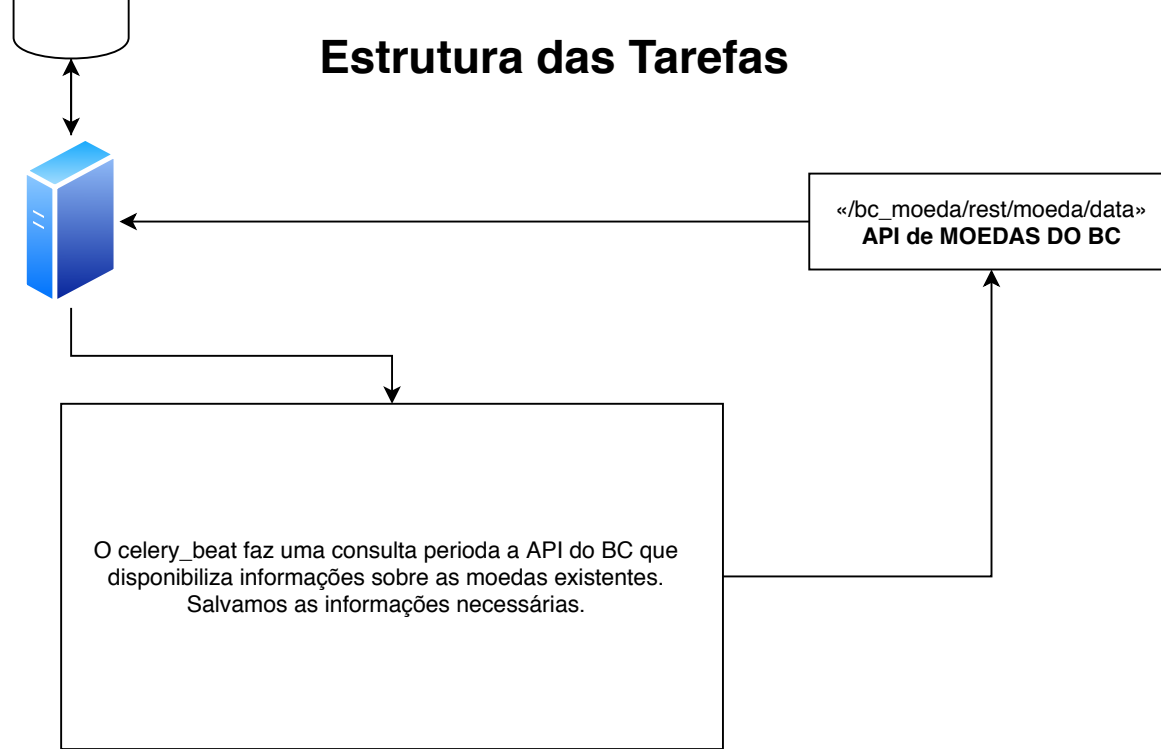 Estrutura das Tarefas
«/bc_moeda/rest/moeda/data»
API de MOEDAS DO BC
O celery_beat faz uma consulta perioda a API do BC que
disponibiliza informações sobre as moedas existentes.
Salvamos as informações necessárias.